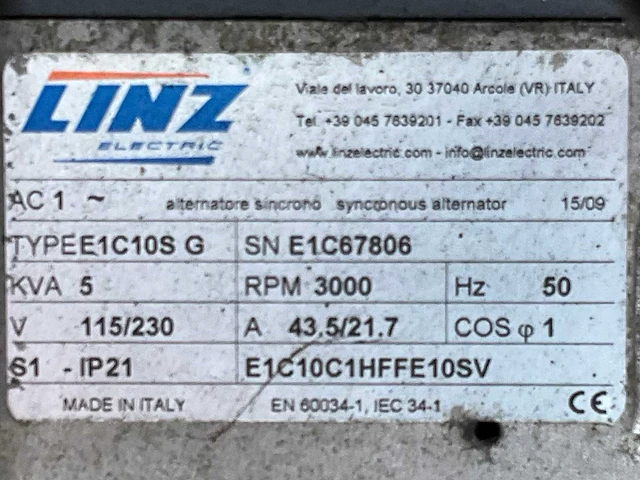 LINZ
ELECTRIC
Viale del lavoro, 30 37040 Arcole (VR) ITALY
Tel. +39 045 7639201 - Fax +39 045 7639202
www.linzelectric.com - info@linzelectric.com
AC 1 ~ alternatore sincrono syncronous alternator 15/09
TYPE E1C10S G SN E1C67806
KVA 5 RPM 3000 Hz 50
V 115/230 A 43.5/21.7 COS φ 1
S1 - IP21 E1C10C1HFFE10SV
MADE IN ITALY EN 60034-1, IEC 34-1 CE